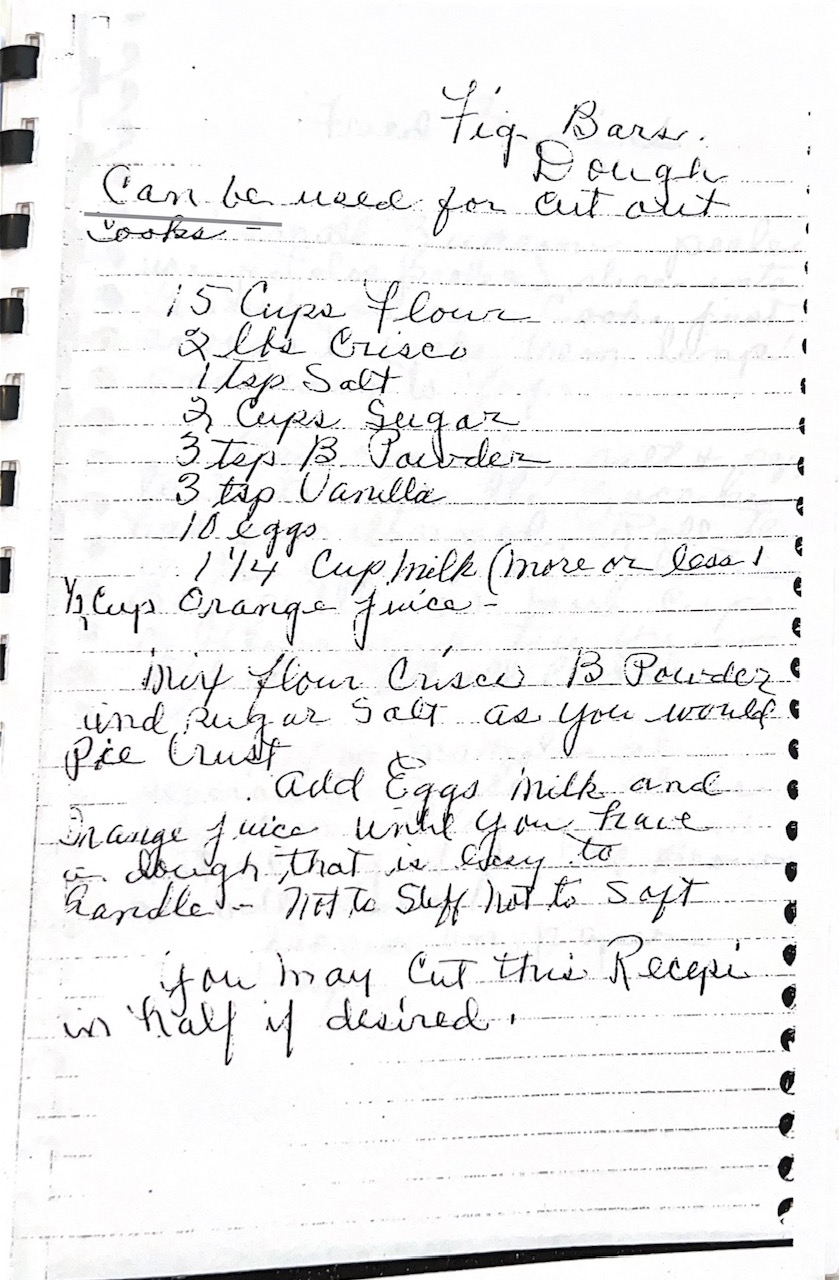 Fig Bars.
Dough
Can be used for cut out
Cooks -
15 Cups Flour
2 lbs Crisco
1 tsp Salt
2 Cups Sugar
3 tsp B Powder
3 tsp Vanilla
10 eggs
1 1/4 Cup Milk (more or less)
1/2 Cup Orange juice -
Mix flour Crisco B Powder
and sugar Salt as you would
Pie Crust
. add Eggs Milk and
Orange juice until you have
a dough that is easy to
handle - Not to Stiff Not to Soft
You may Cut this Recepi
in half if desired.